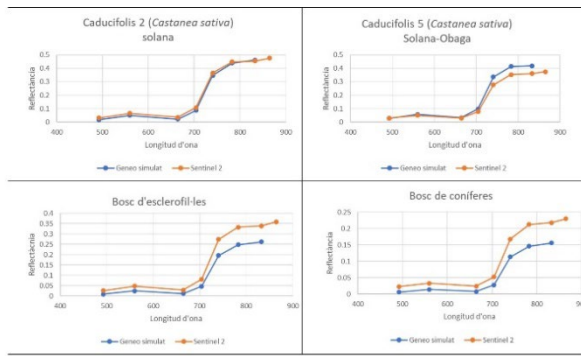 Caducifolis 2 (Castanea sativa)
solana
0.5
0.4
0.3
0.2
0.1
0
400 500 600 700 800 900
Reflectància
Longitud d'ona
Geneo simulat Sentinel 2
Caducifolis 5 (Castanea sativa)
Solana-Obaga
0.5
0.4
0.3
0.2
0.1
0
400 500 600 700 800 900
Reflectància
Longitud d'ona
Geneo simulat Sentinel 2
Bosc d'esclerofil·les
0.4
0.35
0.3
0.25
0.2
0.15
0.1
0.05
0
400 500 600 700 800 900
Reflectàcnia
Longitud d'ona
Geneo simulat Sentinel 2
Bosc de coníferes
0.25
0.2
0.15
0.1
0.05
0
400 500 600 700 800 900
Reflectància
Longitud d'ona
Geneo simulat Sentinel 2